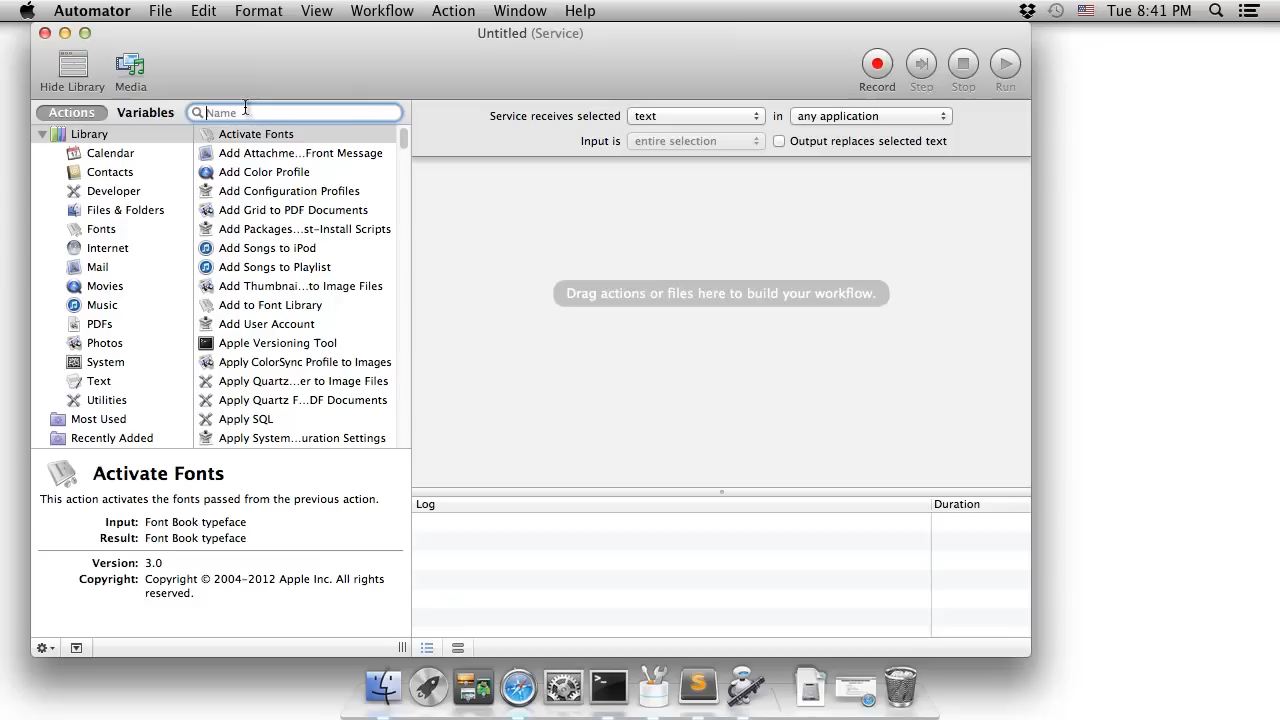 Automator File Edit Format View Workflow Action Window Help Tue 8:41 PM
Untitled (Service)
Hide Library Media Record Step Stop Run
Actions Variables Name
Library
Calendar
Contacts
Developer
Files & Folders
Fonts
Internet
Mail
Movies
Music
PDFs
Photos
System
Text
Utilities
Most Used
Recently Added
Activate Fonts
Add Attachme...Front Message
Add Color Profile
Add Configuration Profiles
Add Grid to PDF Documents
Add Packages...st-Install Scripts
Add Songs to iPod
Add Songs to Playlist
Add Thumbnai...to Image Files
Add to Font Library
Add User Account
Apple Versioning Tool
Apply ColorSync Profile to Images
Apply Quartz...er to Image Files
Apply Quartz F...DF Documents
Apply SQL
Apply System...uration Settings
Service receives selected text in any application
Input is entire selection Output replaces selected text
Drag actions or files here to build your workflow.
Activate Fonts
This action activates the fonts passed from the previous action.
Input: Font Book typeface
Result: Font Book typeface
Version: 3.0
Copyright: Copyright © 2004-2012 Apple Inc. All rights
reserved.
Log Duration